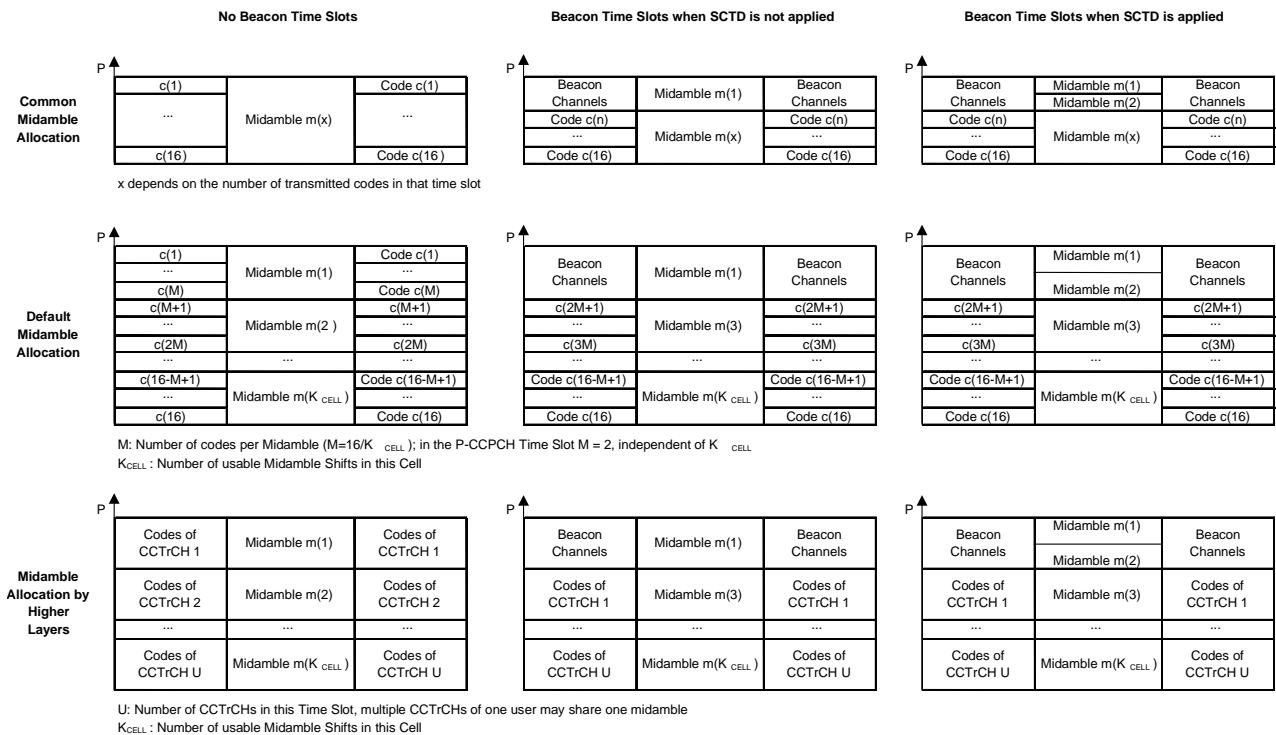 No Beacon Time Slots
Beacon Time Slots when SCTD is not applied
Beacon Time Slots when SCTD is applied
Common
Midamble
Allocation
P
c(1)
...
c(16)
Midamble m(x)
Code c(1)
...
Code c(16)
P
Beacon
Channels
Code c(n)
...
Code c(16)
Midamble m(1)
Midamble m(x)
Beacon
Channels
Code c(n)
...
Code c(16)
P
Beacon
Channels
Code c(n)
...
Code c(16)
Midamble m(1)
Midamble m(2)
Midamble m(x)
Beacon
Channels
Code c(n)
...
Code c(16)
x depends on the number of transmitted codes in that time slot
Default
Midamble
Allocation
P
c(1)
...
c(M)
c(M+1)
...
c(2M)
...
c(16-M+1)
...
c(16)
Midamble m(1)
Midamble m(2 )
...
Midamble m(K CELL )
Code c(1)
...
Code c(M)
c(M+1)
...
c(2M)
...
Code c(16-M+1)
...
Code c(16)
P
Beacon
Channels
c(2M+1)
...
c(3M)
...
Code c(16-M+1)
...
Code c(16)
Midamble m(1)
Midamble m(3)
...
Midamble m(K CELL )
Beacon
Channels
c(2M+1)
...
c(3M)
...
Code c(16-M+1)
...
Code c(16)
P
Beacon
Channels
c(2M+1)
...
c(3M)
...
Code c(16-M+1)
...
Code c(16)
Midamble m(1)
Midamble m(2)
Midamble m(3)
...
Midamble m(K CELL )
Beacon
Channels
c(2M+1)
...
c(3M)
...
Code c(16-M+1)
...
Code c(16)
M: Number of codes per Midamble (M=16/K CELL ); in the P-CCPCH Time Slot M = 2, independent of K CELL
KCELL : Number of usable Midamble Shifts in this Cell
Midamble
Allocation by
Higher
Layers
P
Codes of
CCTrCH 1
Codes of
CCTrCH 2
...
Codes of
CCTrCH U
Midamble m(1)
Midamble m(2)
...
Midamble m(K CELL )
Codes of
CCTrCH 1
Codes of
CCTrCH 2
...
Codes of
CCTrCH U
P
Beacon
Channels
Codes of
CCTrCH 1
...
Codes of
CCTrCH U
Midamble m(1)
Midamble m(3)
...
Midamble m(K CELL )
Beacon
Channels
Codes of
CCTrCH 1
...
Codes of
CCTrCH U
P
Beacon
Channels
Codes of
CCTrCH 1
...
Codes of
CCTrCH U
Midamble m(1)
Midamble m(2)
Midamble m(3)
...
Midamble m(K CELL )
Beacon
Channels
Codes of
CCTrCH 1
...
Codes of
CCTrCH U
U: Number of CCTrCHs in this Time Slot, multiple CCTrCHs of one user may share one midamble
KCELL : Number of usable Midamble Shifts in this Cell